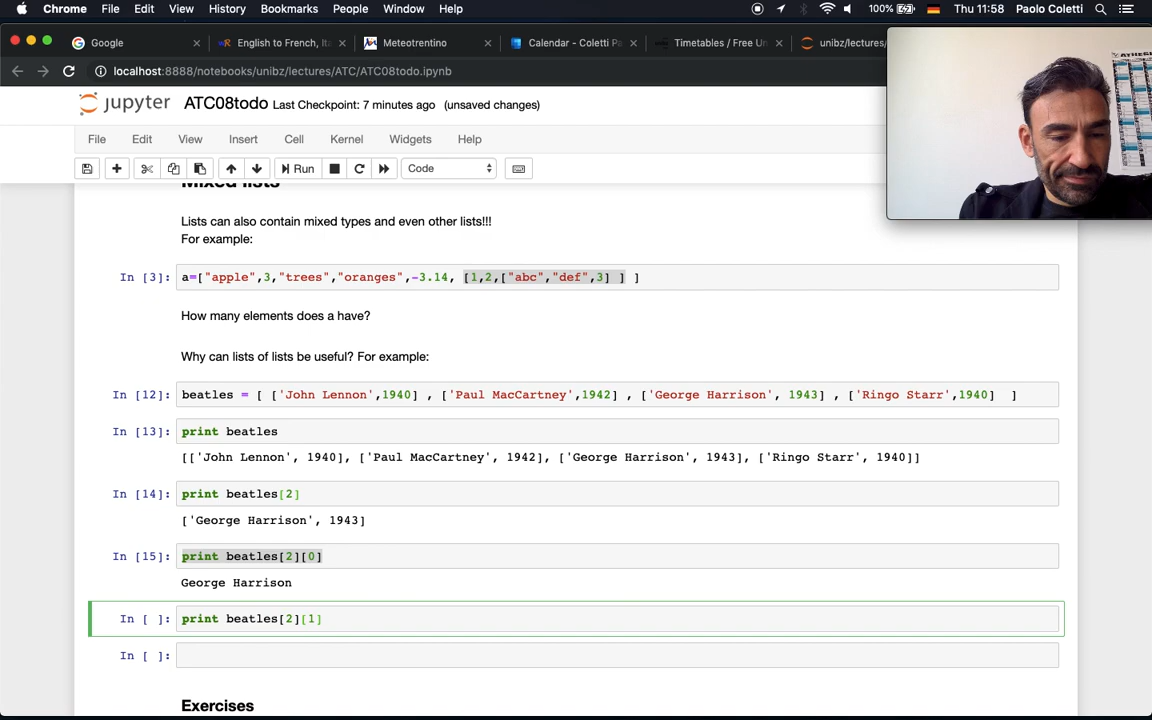 Chrome File Edit View History Bookmarks People Window Help 100% Thu 11:58 Paolo Coletti
Google English to French, Ita Meteotrentino Calendar - Coletti Pa Timetables / Free Un unibz/lectures/
localhost:8888/notebooks/unibz/lectures/ATC/ATC08todo.ipynb
jupyter ATC08todo Last Checkpoint: 7 minutes ago (unsaved changes)
File Edit View Insert Cell Kernel Widgets Help
Run Code
Mixed lists
Lists can also contain mixed types and even other lists!!!
For example:
In [3]: a=["apple",3,"trees","oranges",-3.14, [1,2,["abc","def",3] ] ]
How many elements does a have?
Why can lists of lists be useful? For example:
In [12]: beatles = [ ['John Lennon',1940] , ['Paul MacCartney',1942] , ['George Harrison', 1943] , ['Ringo Starr',1940] ]
In [13]: print beatles
[['John Lennon', 1940], ['Paul MacCartney', 1942], ['George Harrison', 1943], ['Ringo Starr', 1940]]
In [14]: print beatles[2]
['George Harrison', 1943]
In [15]: print beatles[2][0]
George Harrison
In [ ]: print beatles[2][1]
In [ ]:
Exercises